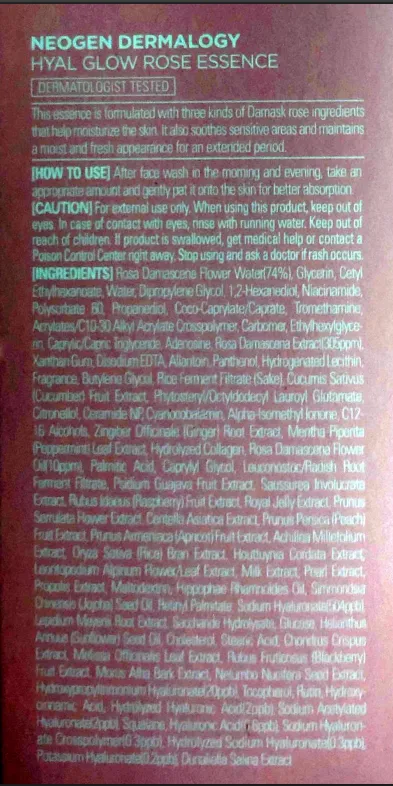 NEOGEN DERMALOGY
HYAL GLOW ROSE ESSENCE
DERMATOLOGIST TESTED
This essence is formulated with three kinds of Damask rose ingredients
that help moisturize the skin. It also soothes sensitive areas and maintains
a moist and fresh appearance for an extended period.
[HOW TO USE] After face wash in the morning and evening, take an
appropriate amount and gently pat it onto the skin for better absorption.
[CAUTION] For external use only. When using this product, keep out of
eyes. In case of contact with eyes, rinse with running water. Keep out of
reach of children. If product is swallowed, get medical help or contact a
Poison Control Center right away. Stop using and ask a doctor if rash occurs.
[INGREDIENTS] Rosa Damascena Flower Water(74%), Glycerin, Cetyl
Ethylhexanoate, Water, Dipropylene Glycol, 1,2-Hexanediol, Niacinamide,
Polysorbate 60, Propanediol, Coco-Caprylate/Caprate, Tromethamine,
Acrylates/C10-30 Alkyl Acrylate Crosspolymer, Carbomer, Ethylhexylglyce-
rin, Caprylic/Capric Triglyceride, Adenosine, Rosa Damascena Extract(305ppm),
Xanthan Gum, Disodium EDTA, Allantoin, Panthenol, Hydrogenated Lecithin,
Fragrance, Butylene Glycol, Rice Ferment Filtrate (Sake), Cucumis Sativus
(Cucumber) Fruit Extract, Phytosteryl/Octyldodecyl Lauroyl Glutamate,
Citronellol, Ceramide NP, Cyanocobalamin, Alpha-Isomethyl Ionone, C12-
16 Alcohols, Zingiber Officinale (Ginger) Root Extract, Mentha Piperita
(Peppermint) Leaf Extract, Hydrolyzed Collagen, Rosa Damascena Flower
Oil(10ppm), Palmitic Acid, Caprylyl Glycol, Leuconostoc/Radish Root
Ferment Filtrate, Psidium Guajava Fruit Extract, Saussurea Involucrata
Extract, Rubus Idaeus (Raspberry) Fruit Extract, Royal Jelly Extract, Prunus
Serrulata Flower Extract, Centella Asiatica Extract, Prunus Persica (Peach)
Fruit Extract, Prunus Armeniaca (Apricot) Fruit Extract, Achillea Millefolium
Extract, Oryza Sativa (Rice) Bran Extract, Houttuynia Cordata Extract,
Leontopodium Alpinum Flower/Leaf Extract, Milk Extract, Pearl Extract,
Propolis Extract, Maltodextrin, Hippophae Rhamnoides Oil, Simmondsia
Chinensis (Jojoba) Seed Oil, Retinyl Palmitate, Sodium Hyaluronate
Lepidium Meyenii Root Extract, Saccharide Hydrolysate, Glucose, Helianthus
Annuus (Sunflower) Seed Oil, Cholesterol, Stearic Acid, Chondrus Crispus
Extract, Melissa Officinalis Leaf Extract, Rubus Fruticosus (Blackberry)
Fruit Extract, Morus Alba Bark Extract, Nelumbo Nucifera Seed Extract,
Hydroxypropyltrimonium Hyaluronate(20ppb), Tocopherol, Rutin, Hydroxy-
cinnamic Acid, Hydrolyzed Hyaluronic Acid(2ppb), Sodium Acetylated
Hyaluronate(2ppb), Squalane, Hyaluronic Acid Sodium Hyaluron-
ate Crosspolymer(0.3ppb), Hydrolyzed Sodium Hyaluronate(0.3ppb),
Potassium Hyaluronate(0.2ppb), Dunaliella Salina Extract